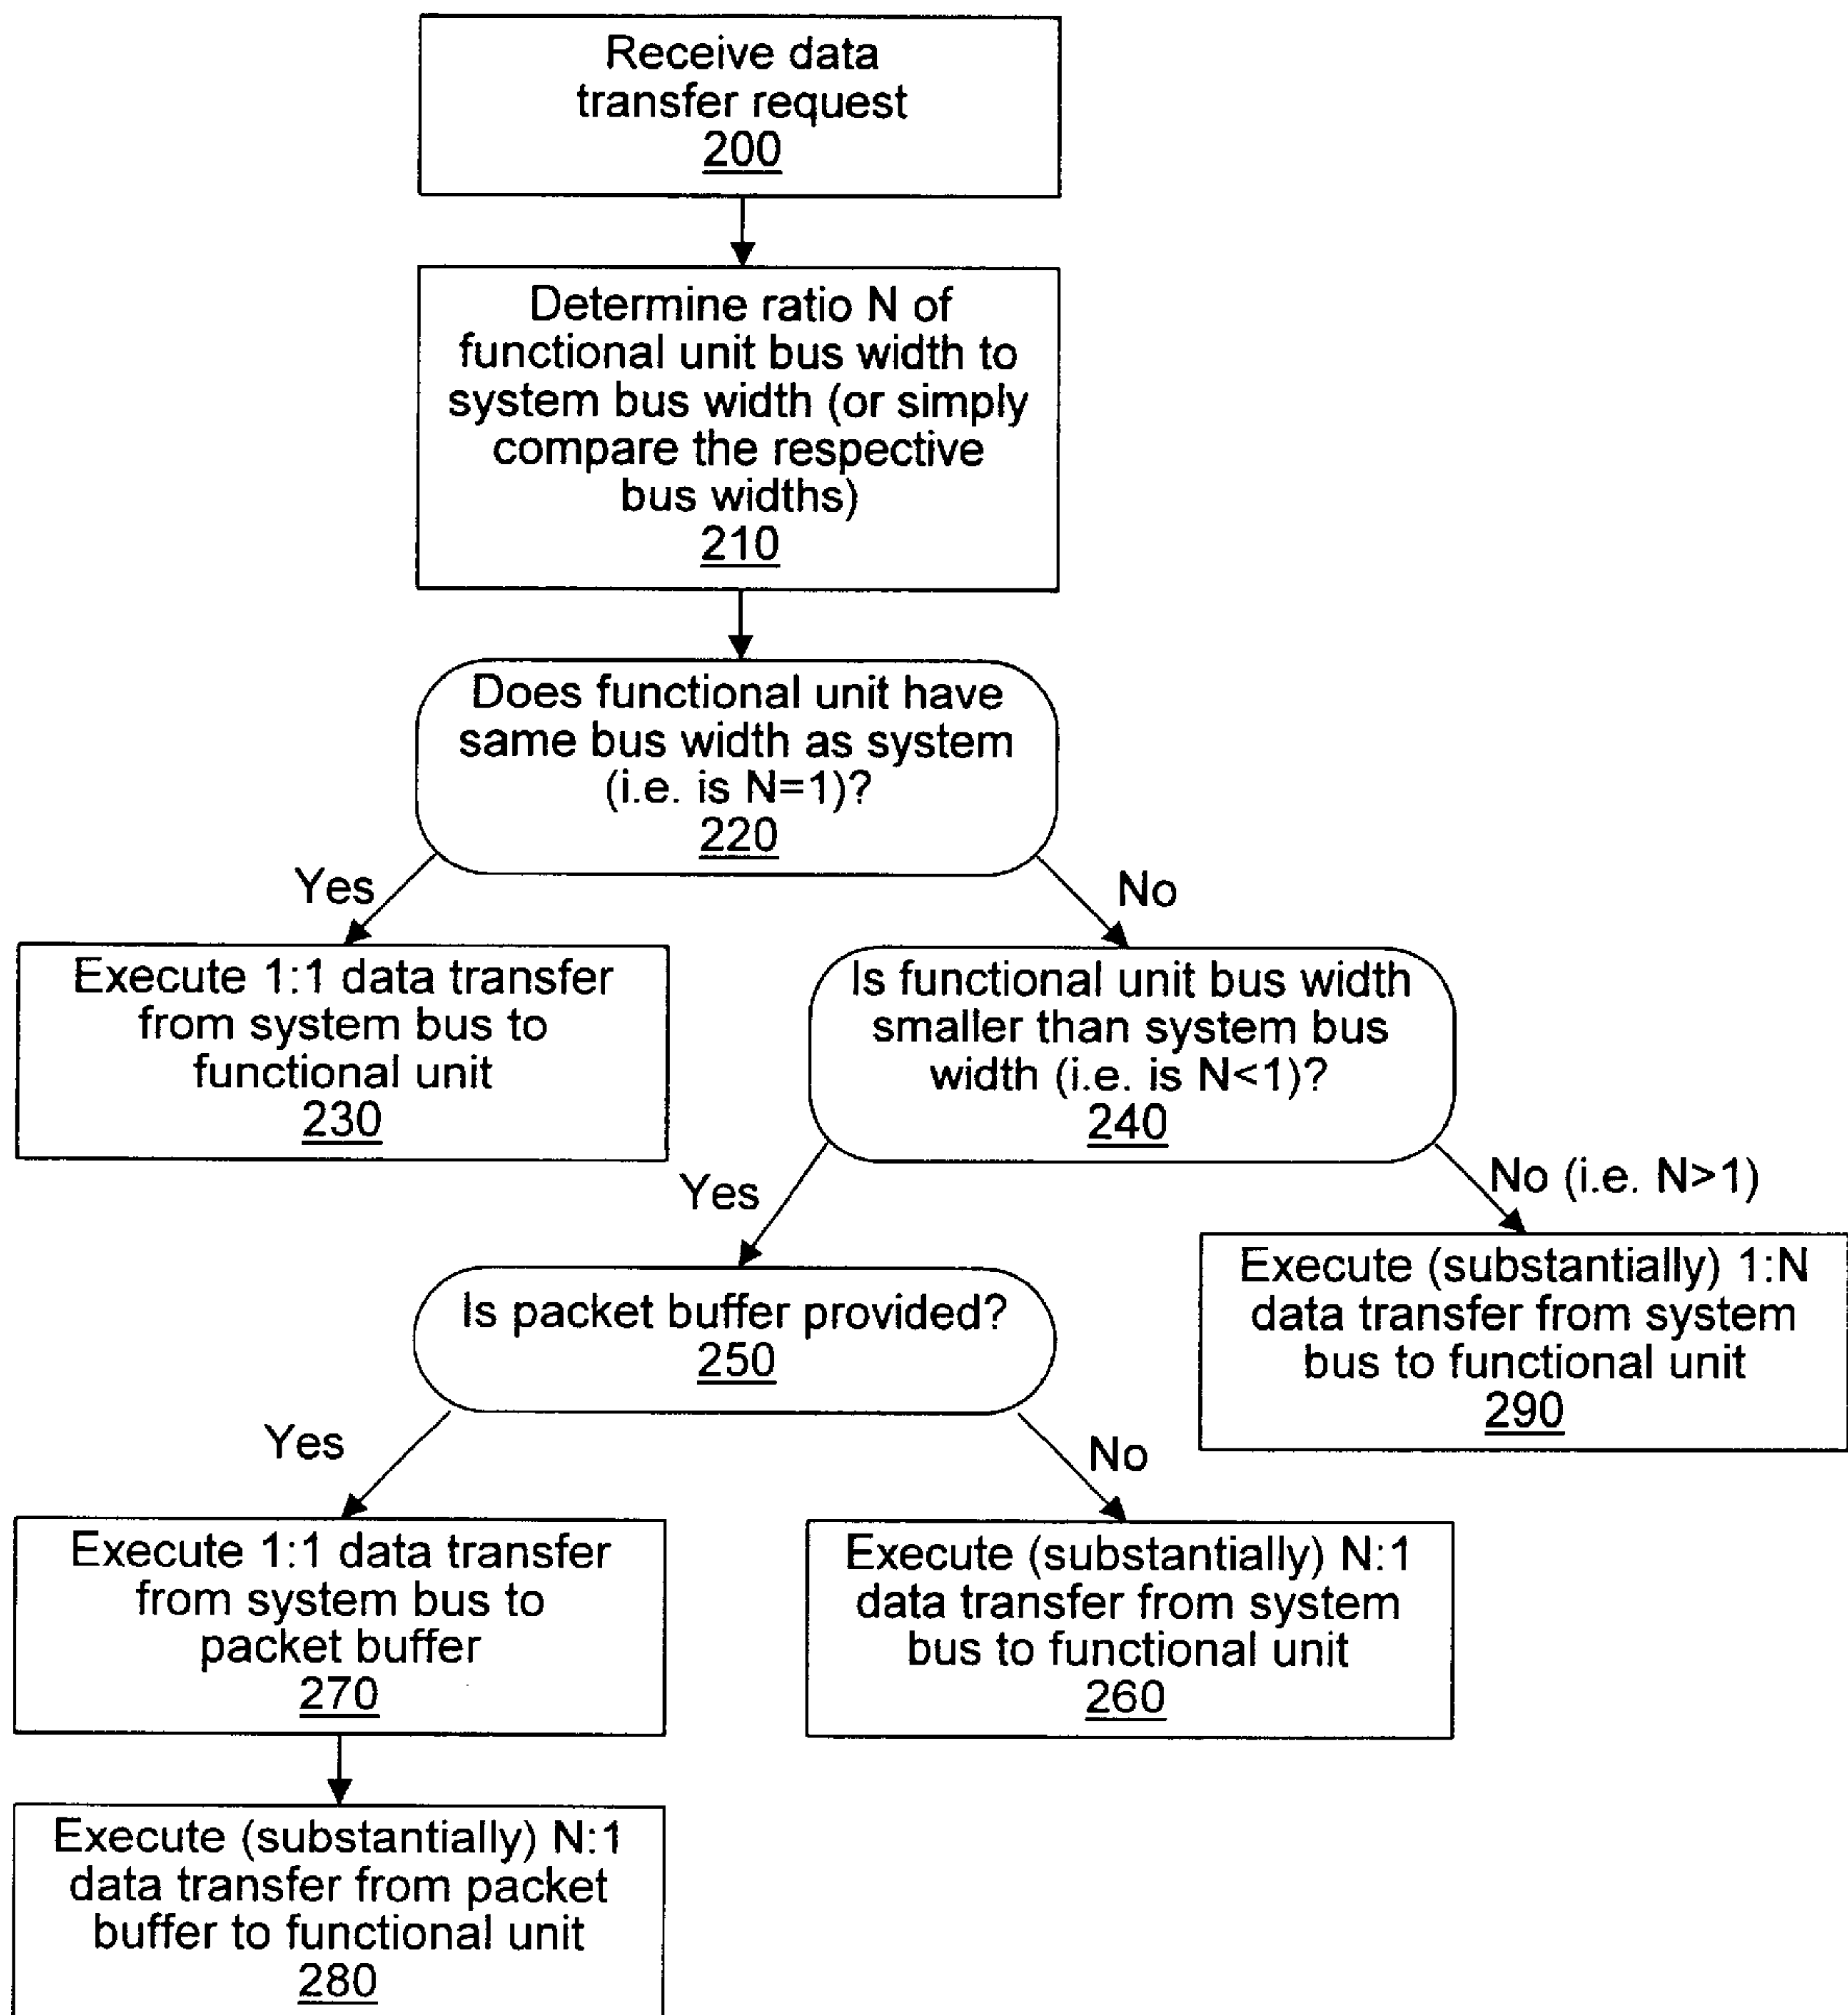 Receive data
transfer request
200
Determine ratio N of
functional unit bus width to
system bus width (or simply
compare the respective
bus widths)
210
Does functional unit have
same bus width as system
(i.e. is N=1)?
220
Yes
No
Execute 1:1 data transfer
from system bus to
functional unit
230
Is functional unit bus width
smaller than system bus
width (i.e. is N<1)?
240
Yes
No (i.e. N>1)
Is packet buffer provided?
250
Execute (substantially) 1:N
data transfer from system
bus to functional unit
290
Yes
No
Execute 1:1 data transfer
from system bus to
packet buffer
270
Execute (substantially) N:1
data transfer from system
bus to functional unit
260
Execute (substantially) N:1
data transfer from packet
buffer to functional unit
280